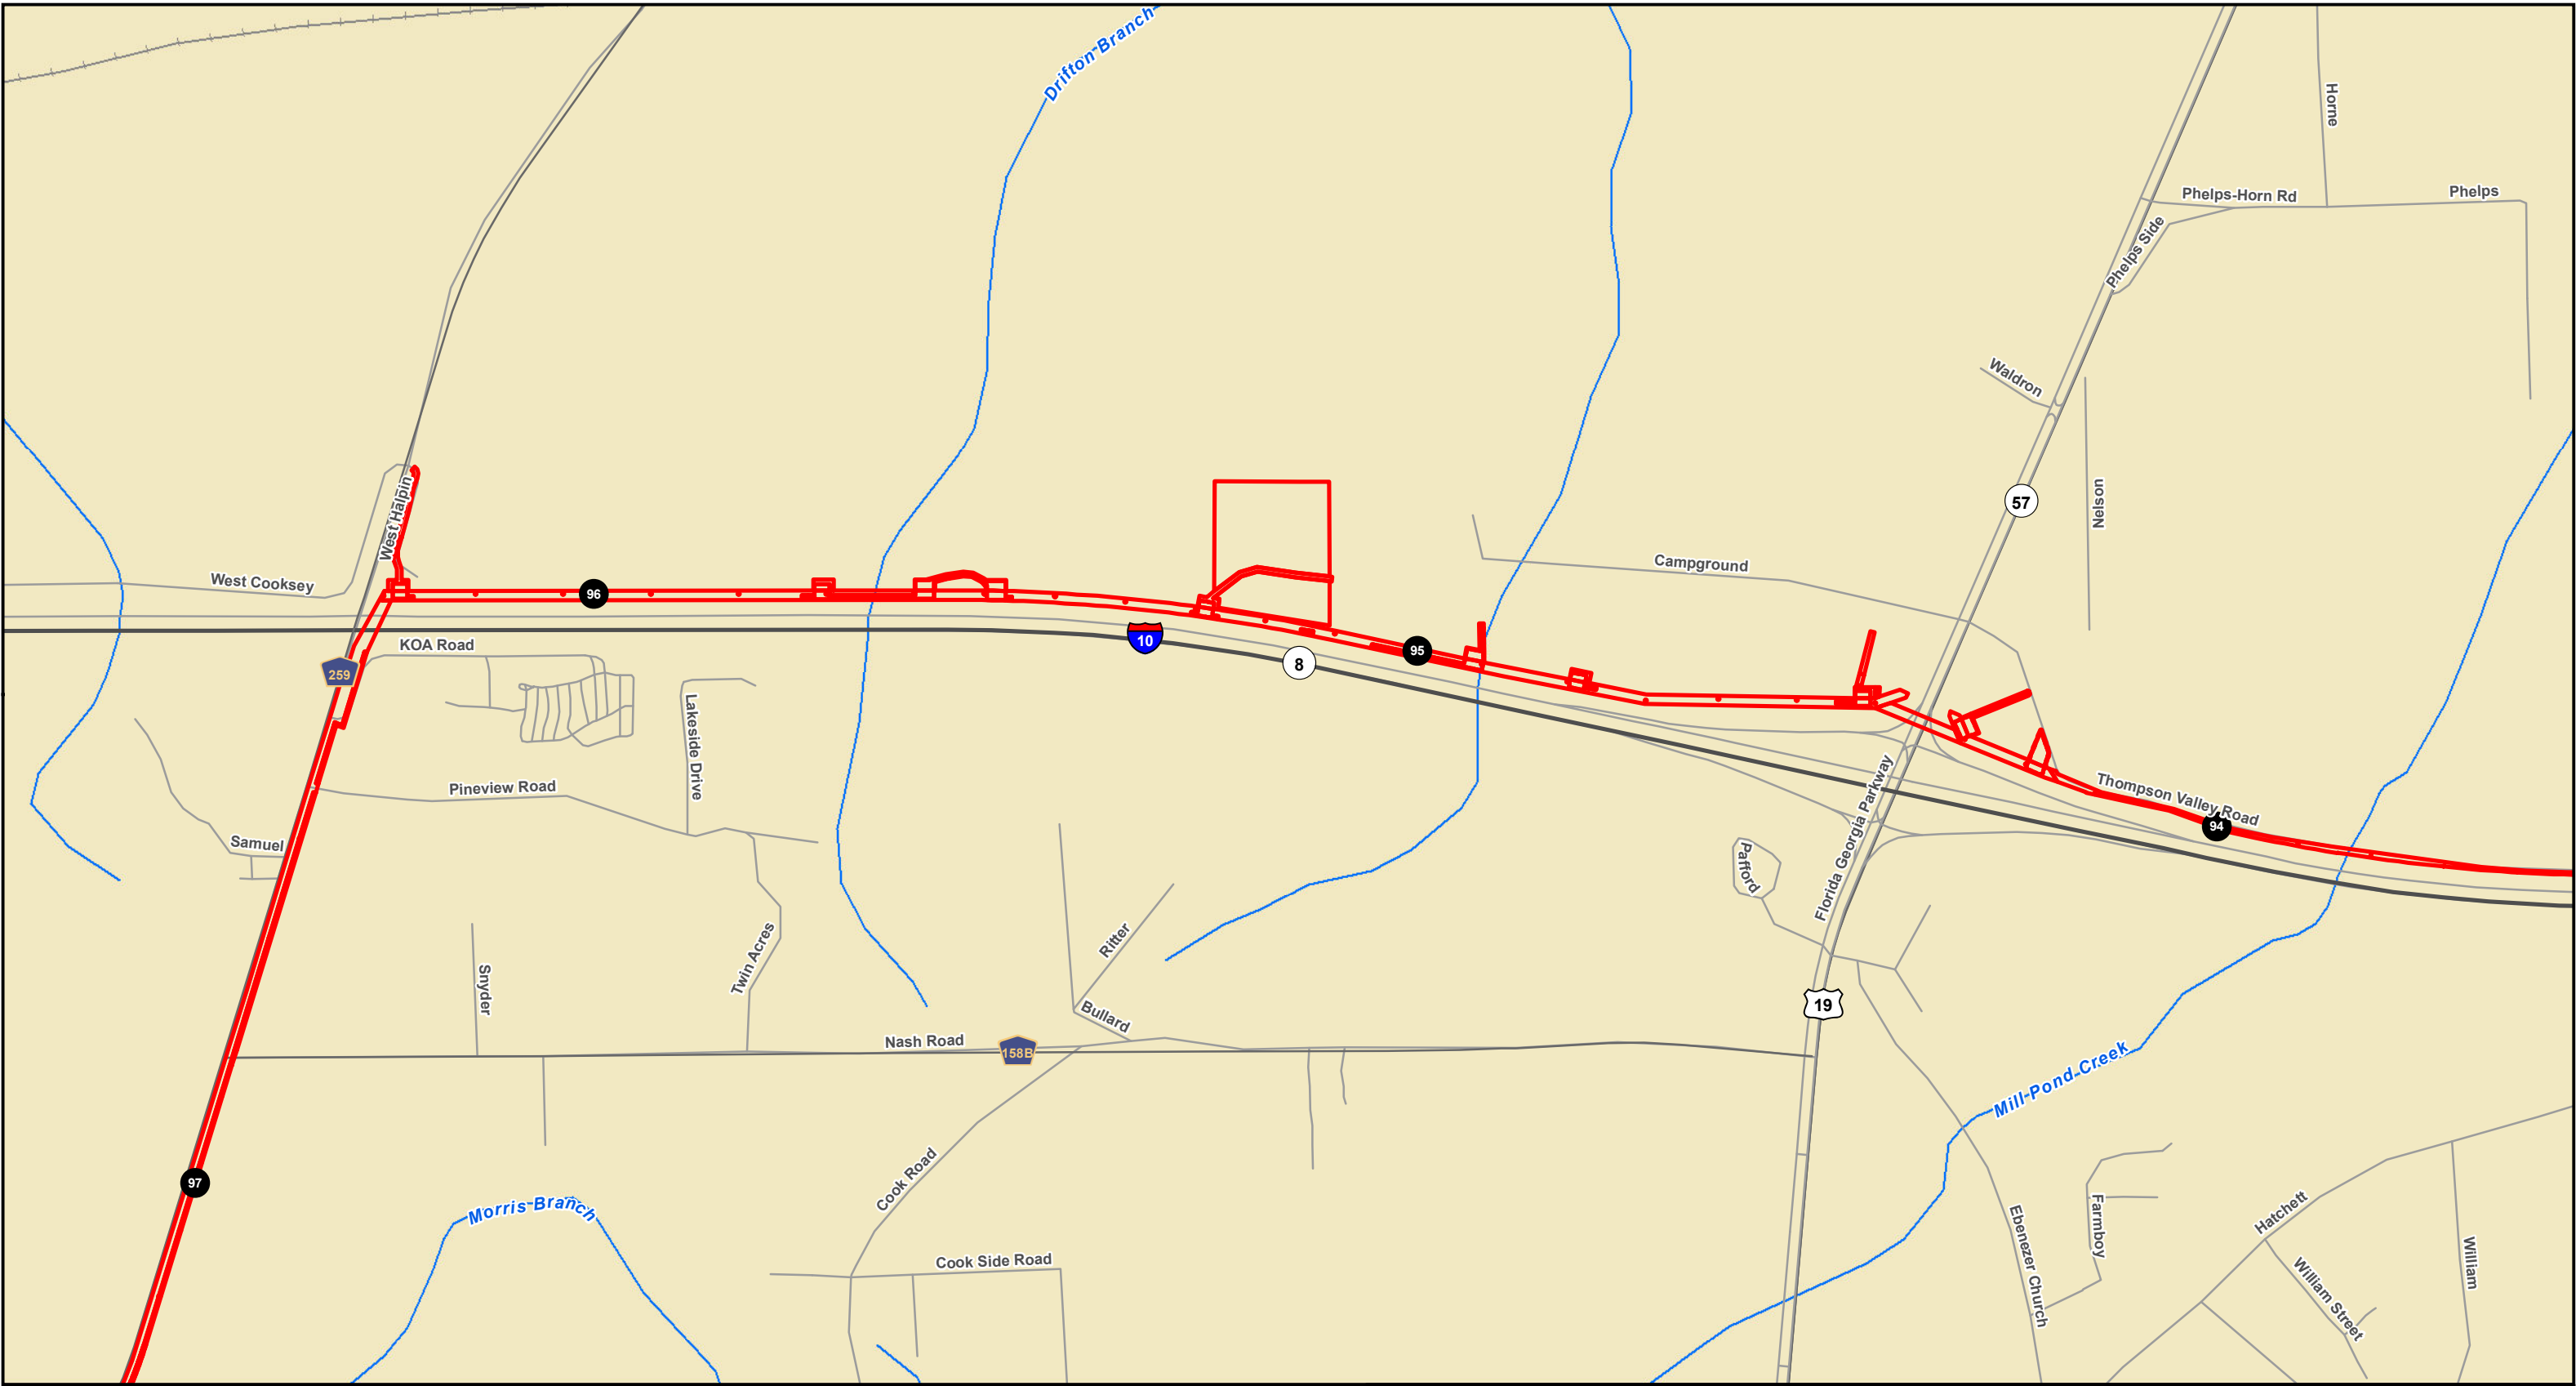 Drifton Branch
Horne
Phelps-Horn Rd
Phelps
Phelps Side
Waldron
57
Nelson
West Halpin
Campground
West Cooksey
96
10
8
95
KOA Road
259
Lakeside Drive
Pineview Road
Samuel
Thompson Valley Road
94
Florida Georgia Parkway
Pafford
Twin Acres
Ritter
Snyder
Bullard
Nash Road
158B
19
Mill Pond Creek
97
Morris Branch
Cook Road
Cook Side Road
Ebenezer Church
Farmboy
Hatchett
William
William Street